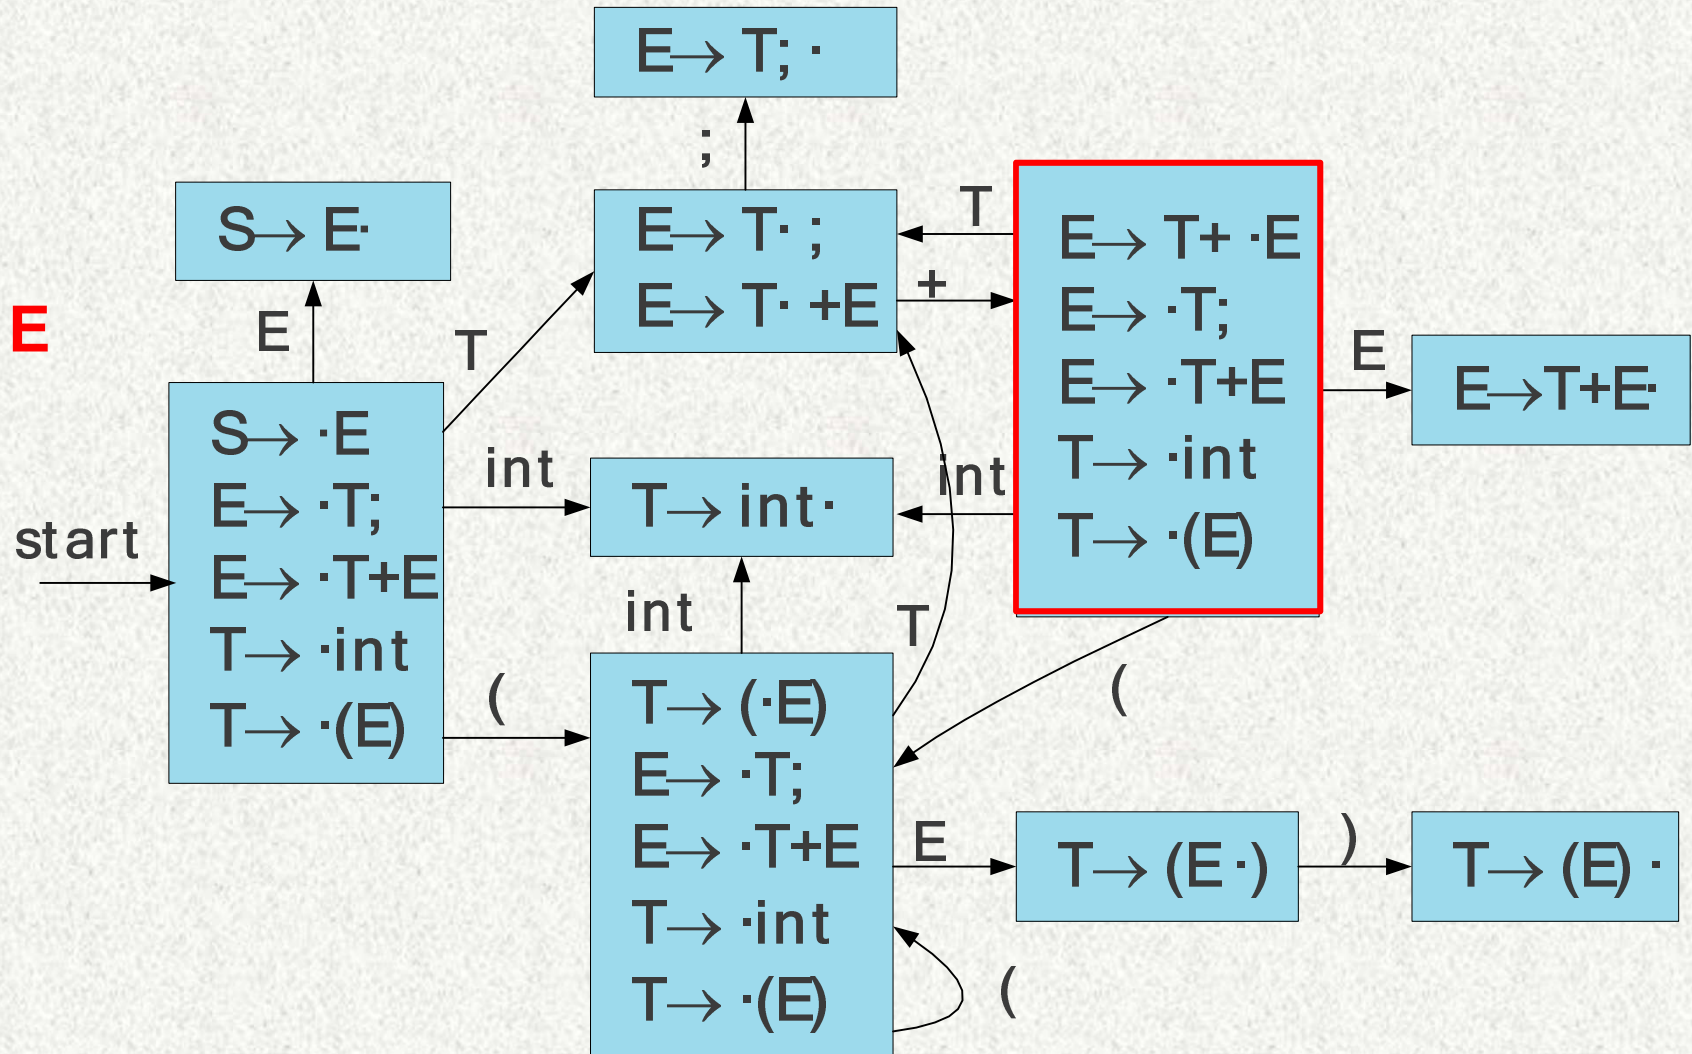 E→ T; ·
;
S→ E·
E→ T· ;
E→ T· +E
T
+
E→ T+ ·E
E→ ·T;
E→ ·T+E
T→ ·int
T→ ·(E)
E
E
T
E
E→T+E·
start
S→ ·E
E→ ·T;
E→ ·T+E
T→ ·int
T→ ·(E)
int
T→ int·
int
int
T
(
(
T→ (·E)
E→ ·T;
E→ ·T+E
T→ ·int
T→ ·(E)
E
T→ (E ·)
)
T→ (E) ·
(